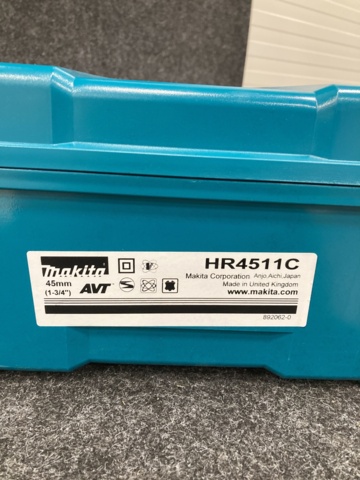 makita
HR4511C
45mm
(1-3/4")
AVT
Makita Corporation Anjo,Aichi,Japan
Made in United Kingdom
www.makita.com
892062-0